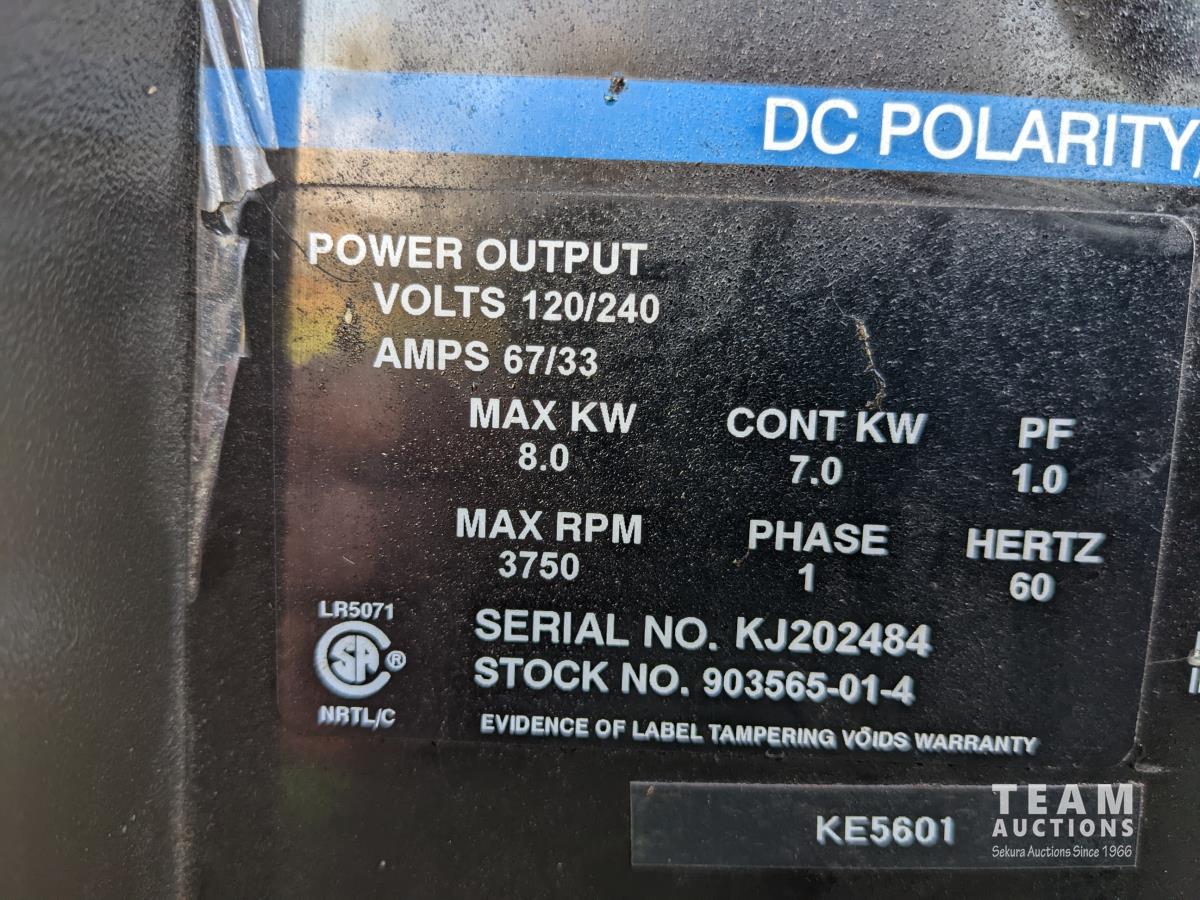 DC POLARITY/
POWER OUTPUT
VOLTS 120/240
AMPS 67/33
MAX KW CONT KW PF
8.0 7.0 1.0
MAX RPM PHASE HERTZ
3750 1 60
LR5071
CSA ®
NRTL/C
SERIAL NO. KJ202484
STOCK NO. 903565-01-4
EVIDENCE OF LABEL TAMPERING VOIDS WARRANTY
KE5601
TEAM
AUCTIONS
Sekura Auctions Since 1966